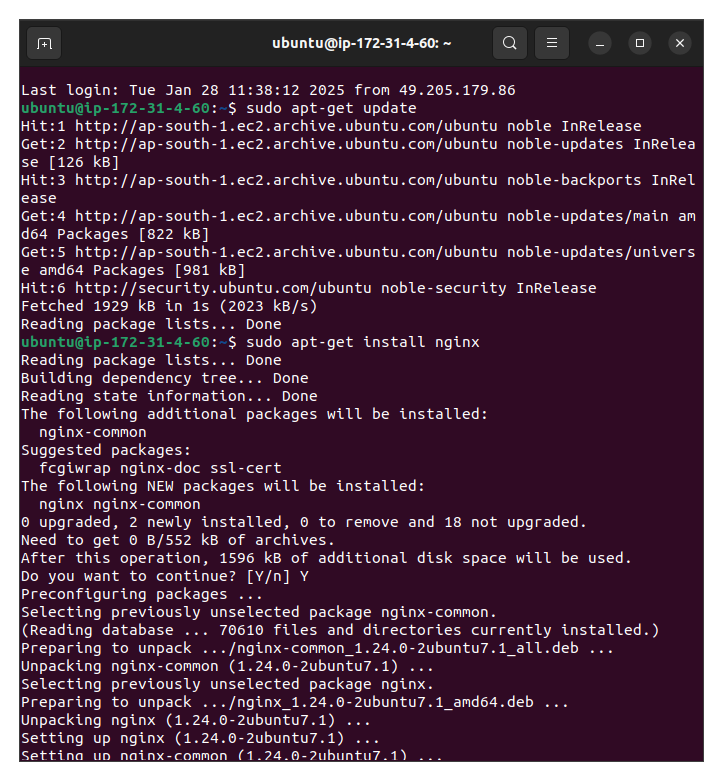 ubuntu@ip-172-31-4-60: ~
Last login: Tue Jan 28 11:38:12 2025 from 49.205.179.86
ubuntu@ip-172-31-4-60:~$ sudo apt-get update
Hit:1 http://ap-south-1.ec2.archive.ubuntu.com/ubuntu noble InRelease
Get:2 http://ap-south-1.ec2.archive.ubuntu.com/ubuntu noble-updates InRelea
se [126 kB]
Hit:3 http://ap-south-1.ec2.archive.ubuntu.com/ubuntu noble-backports InRel
ease
Get:4 http://ap-south-1.ec2.archive.ubuntu.com/ubuntu noble-updates/main am
d64 Packages [822 kB]
Get:5 http://ap-south-1.ec2.archive.ubuntu.com/ubuntu noble-updates/univers
e amd64 Packages [981 kB]
Hit:6 http://security.ubuntu.com/ubuntu noble-security InRelease
Fetched 1929 kB in 1s (2023 kB/s)
Reading package lists... Done
ubuntu@ip-172-31-4-60:~$ sudo apt-get install nginx
Reading package lists... Done
Building dependency tree... Done
Reading state information... Done
The following additional packages will be installed:
  nginx-common
Suggested packages:
  fcgiwrap nginx-doc ssl-cert
The following NEW packages will be installed:
  nginx nginx-common
0 upgraded, 2 newly installed, 0 to remove and 18 not upgraded.
Need to get 0 B/552 kB of archives.
After this operation, 1596 kB of additional disk space will be used.
Do you want to continue? [Y/n] Y
Preconfiguring packages ...
Selecting previously unselected package nginx-common.
(Reading database ... 70610 files and directories currently installed.)
Preparing to unpack .../nginx-common_1.24.0-2ubuntu7.1_all.deb ...
Unpacking nginx-common (1.24.0-2ubuntu7.1) ...
Selecting previously unselected package nginx.
Preparing to unpack .../nginx_1.24.0-2ubuntu7.1_amd64.deb ...
Unpacking nginx (1.24.0-2ubuntu7.1) ...
Setting up nginx (1.24.0-2ubuntu7.1) ...
Setting up nginx-common (1.24.0-2ubuntu7.1) ...